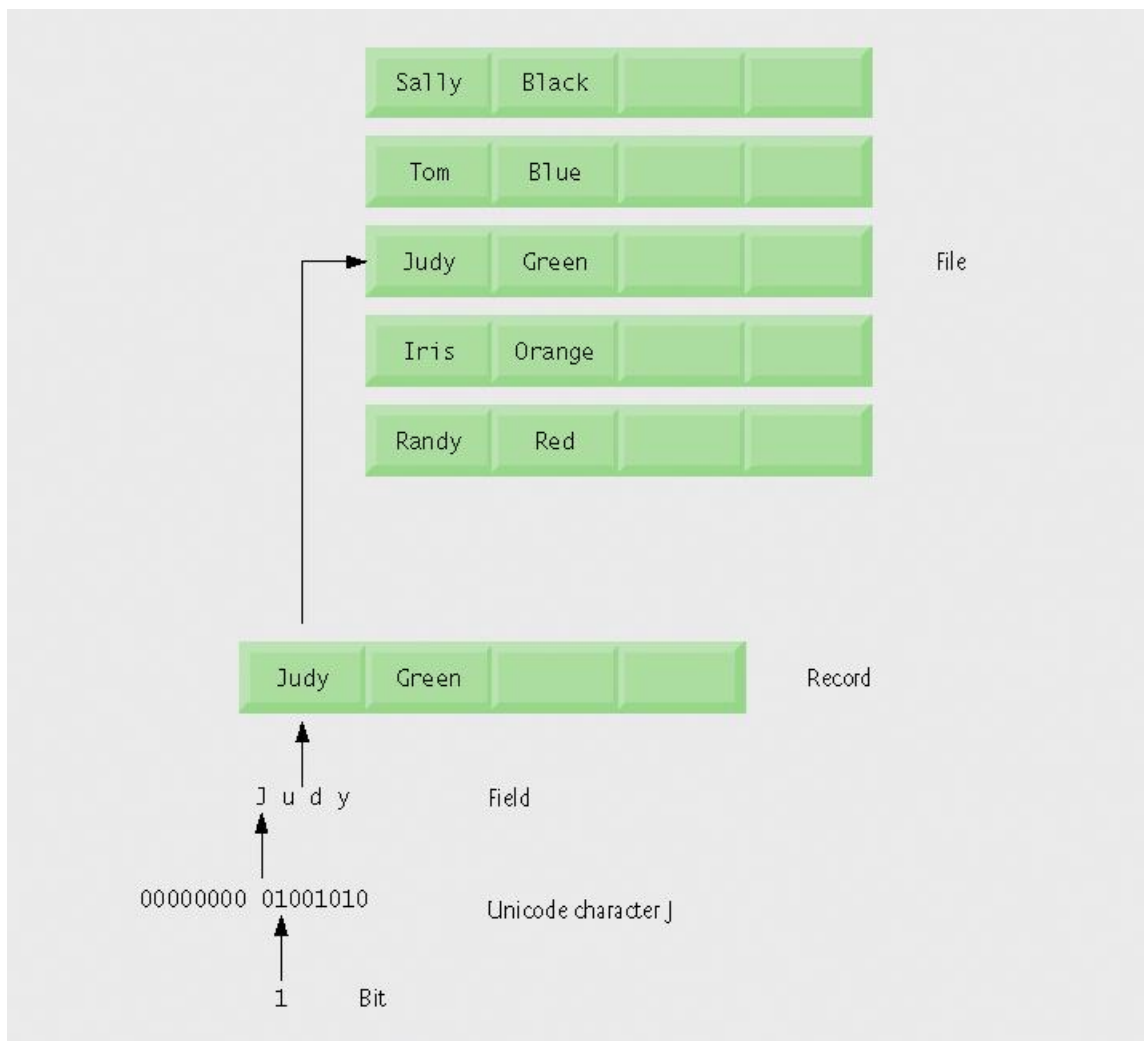 Sally Black
Tom Blue
Judy Green File
Iris Orange
Randy Red
Judy Green Record
J u d y Field
00000000 01001010 Unicode character J
1 Bit